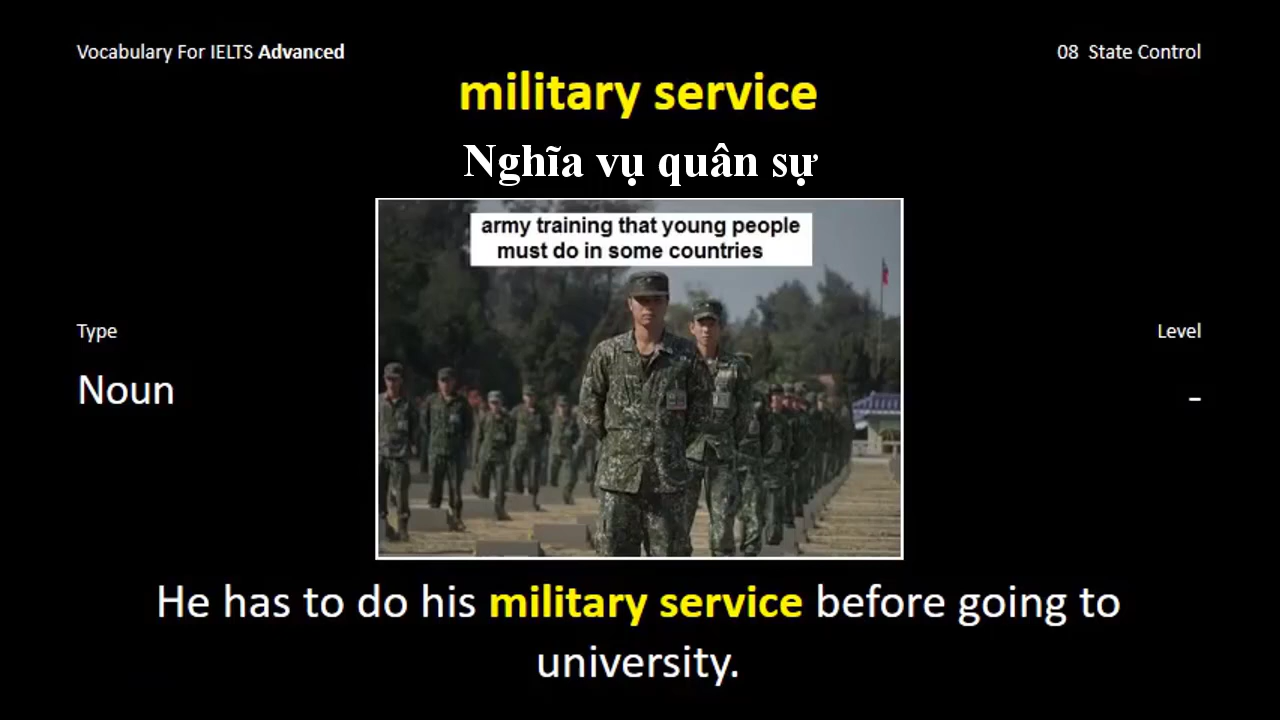 Vocabulary For IELTS Advanced
08 State Control
military service
Nghĩa vụ quân sự
army training that young people
must do in some countries
Type
Level
Noun
-
He has to do his military service before going to
university.